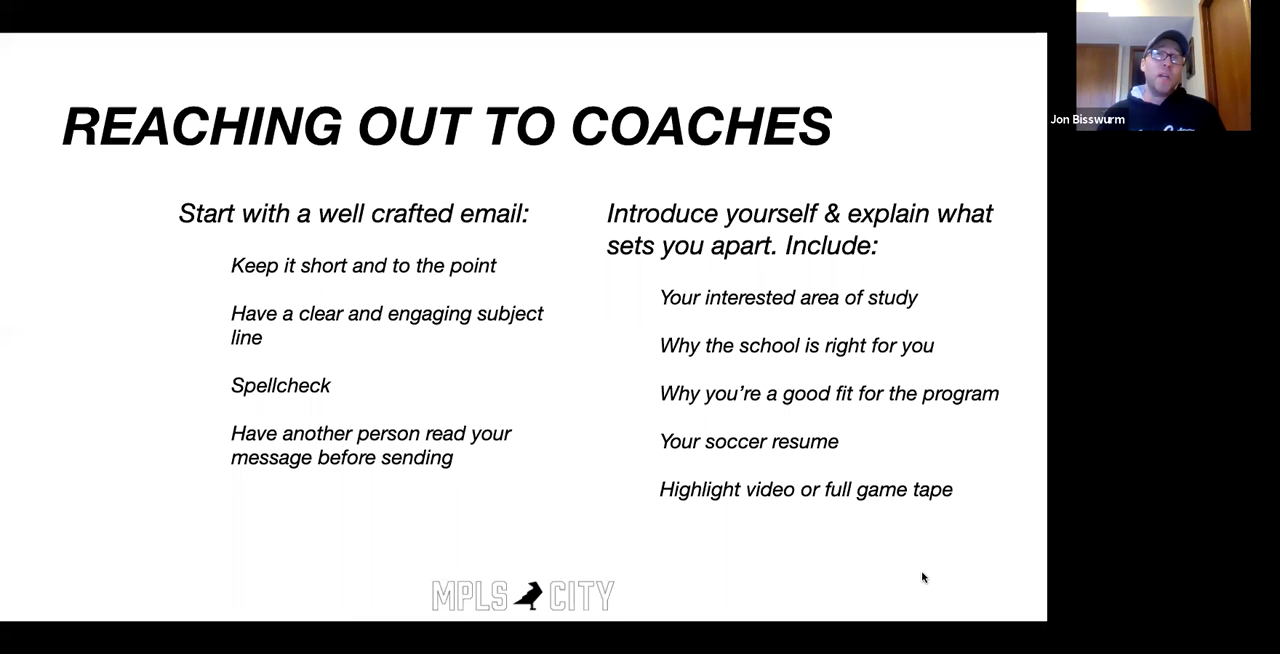 REACHING OUT TO COACHES
Start with a well crafted email:
Keep it short and to the point
Have a clear and engaging subject
line
Spellcheck
Have another person read your
message before sending
Introduce yourself & explain what
sets you apart. Include:
Your interested area of study
Why the school is right for you
Why you’re a good fit for the program
Your soccer resume
Highlight video or full game tape
MPLS CITY
Jon Bisswurm